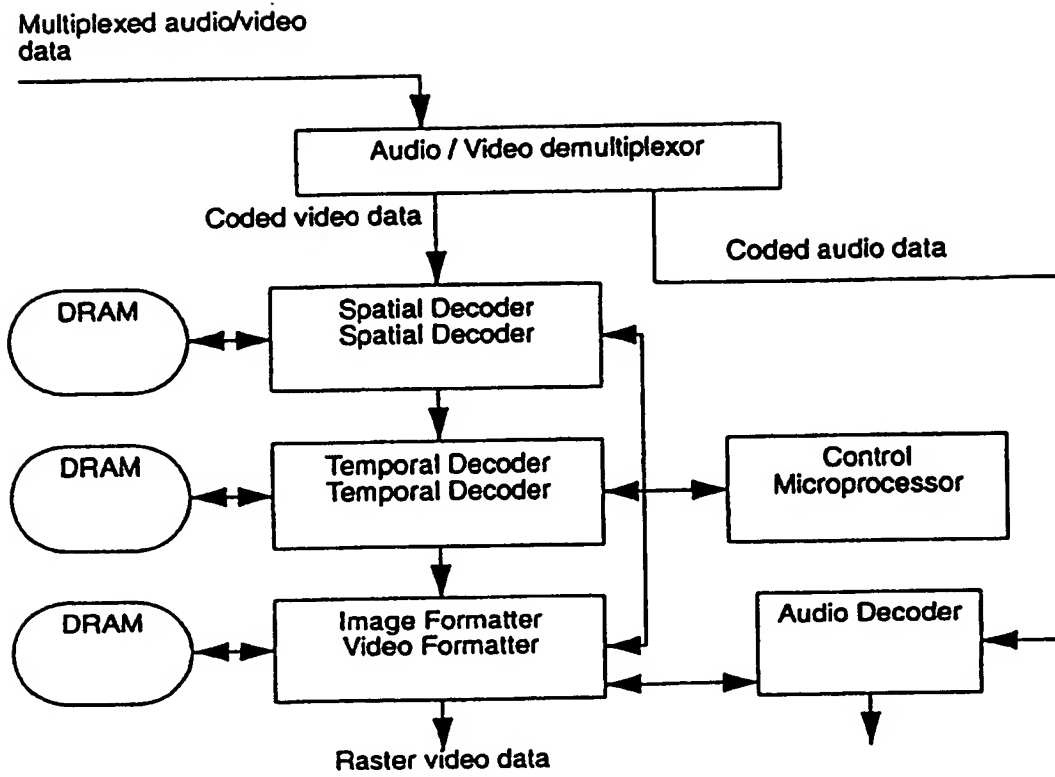 Multiplexed audio/video
data
Audio / Video demultiplexor
Coded video data
Coded audio data
DRAM
Spatial Decoder
Spatial Decoder
DRAM
Temporal Decoder
Temporal Decoder
Control
Microprocessor
DRAM
Image Formatter
Video Formatter
Audio Decoder
Raster video data